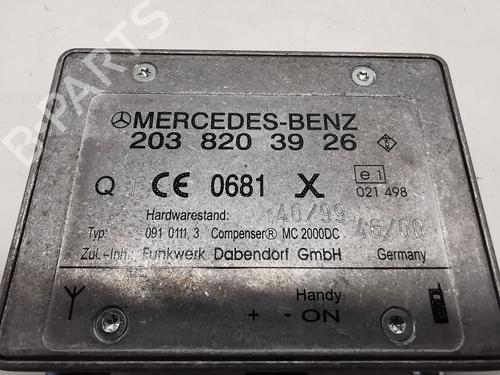 MERCEDES-BENZ
203 820 39 26
Q CE 0681 X e1
021 498
Hardwarestand: 40/99 46/00
Typ: 091 0111 3 Compenser® MC 2000DC
Zul.-Inh.: Funkwerk Dabendorf GmbH Germany
Handy
+ - ON
B-PARTS